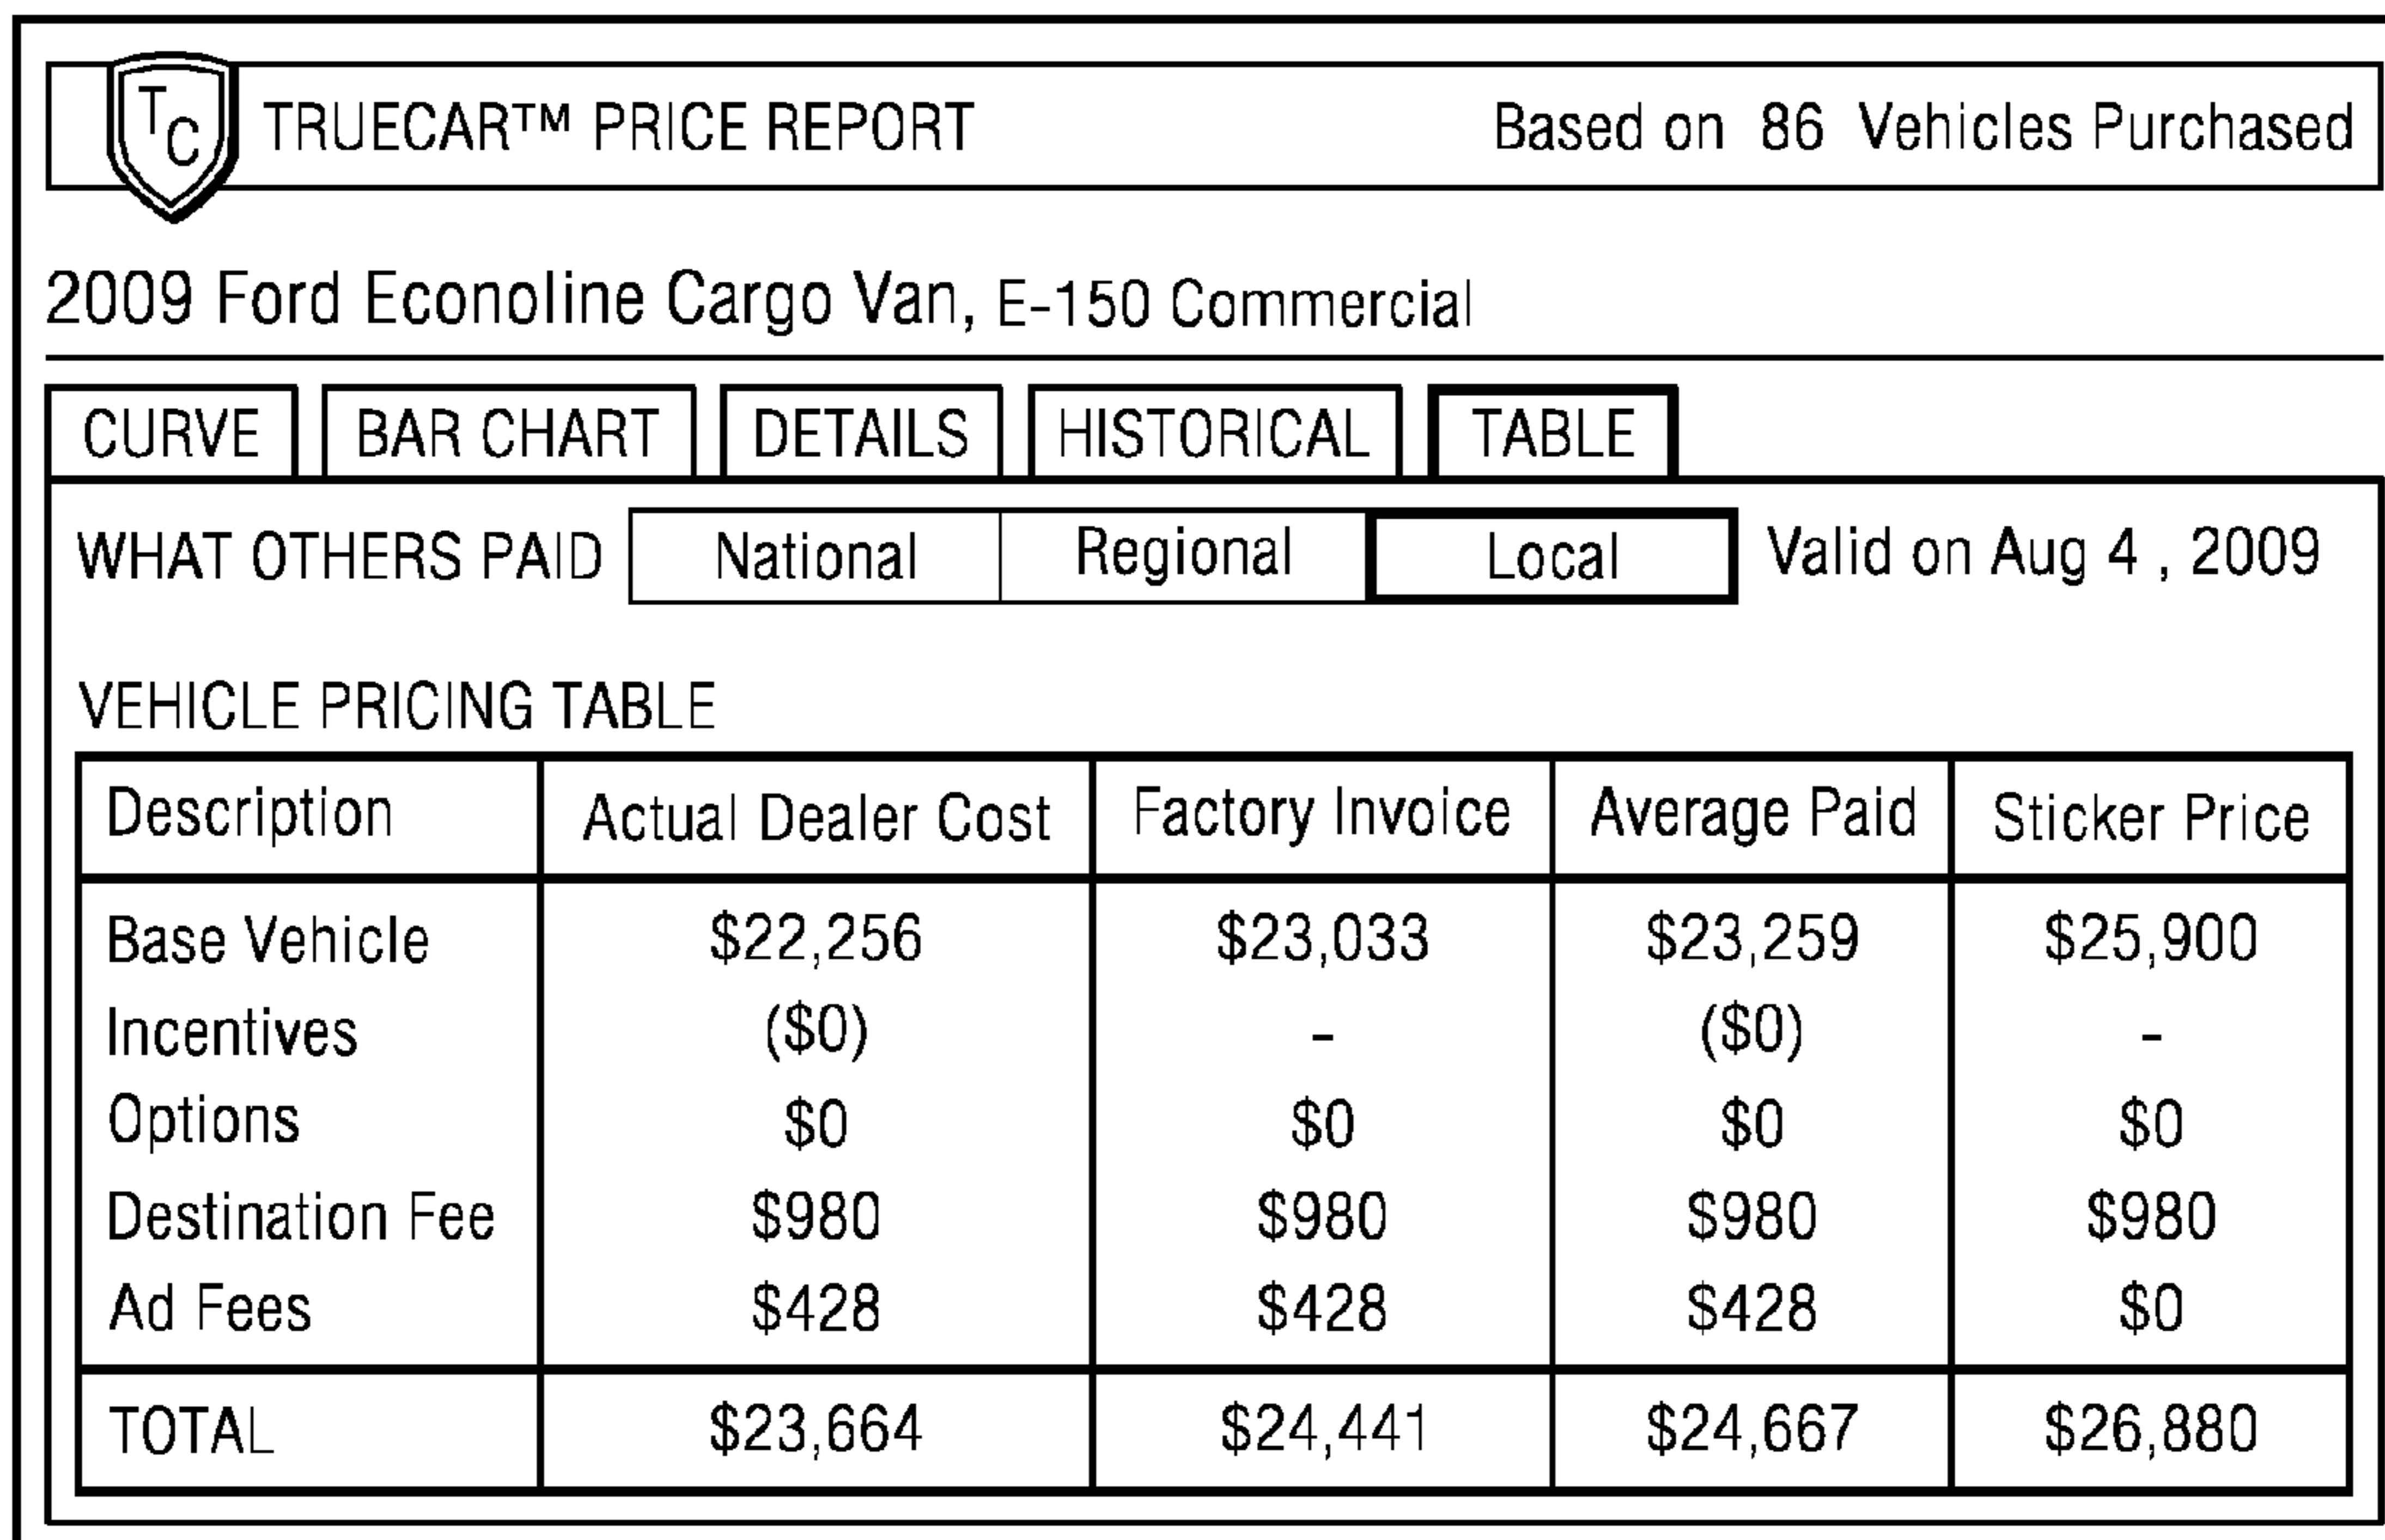 TC TRUECAR™ PRICE REPORT Based on 86 Vehicles Purchased
2009 Ford Econoline Cargo Van, E-150 Commercial
CURVE BAR CHART DETAILS HISTORICAL TABLE
WHAT OTHERS PAID National Regional Local Valid on Aug 4 , 2009
VEHICLE PRICING TABLE
Description Actual Dealer Cost Factory Invoice Average Paid Sticker Price
Base Vehicle $22,256 $23,033 $23,259 $25,900
Incentives ($0) - ($0) -
Options $0 $0 $0 $0
Destination Fee $980 $980 $980 $980
Ad Fees $428 $428 $428 $0
TOTAL $23,664 $24,441 $24,667 $26,880